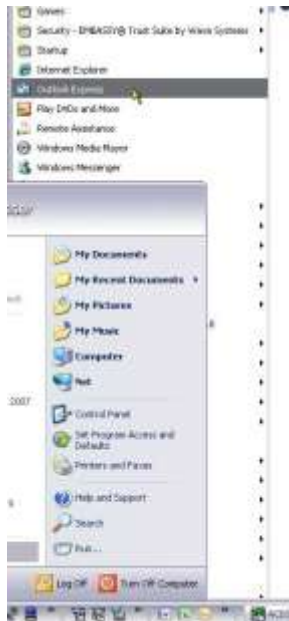 Games
Security - EMBASSY® Trust Suite by Wave Systems
Startup
Internet Explorer
Outlook Express
Play DVDs and More
Remote Assistance
Windows Media Player
Windows Messenger
My Documents
My Recent Documents
My Pictures
My Music
Computer
Net
2007
Control Panel
Set Program Access and
Defaults
Printers and Faxes
Help and Support
Search
Run...
Log Off
Turn Off Computer